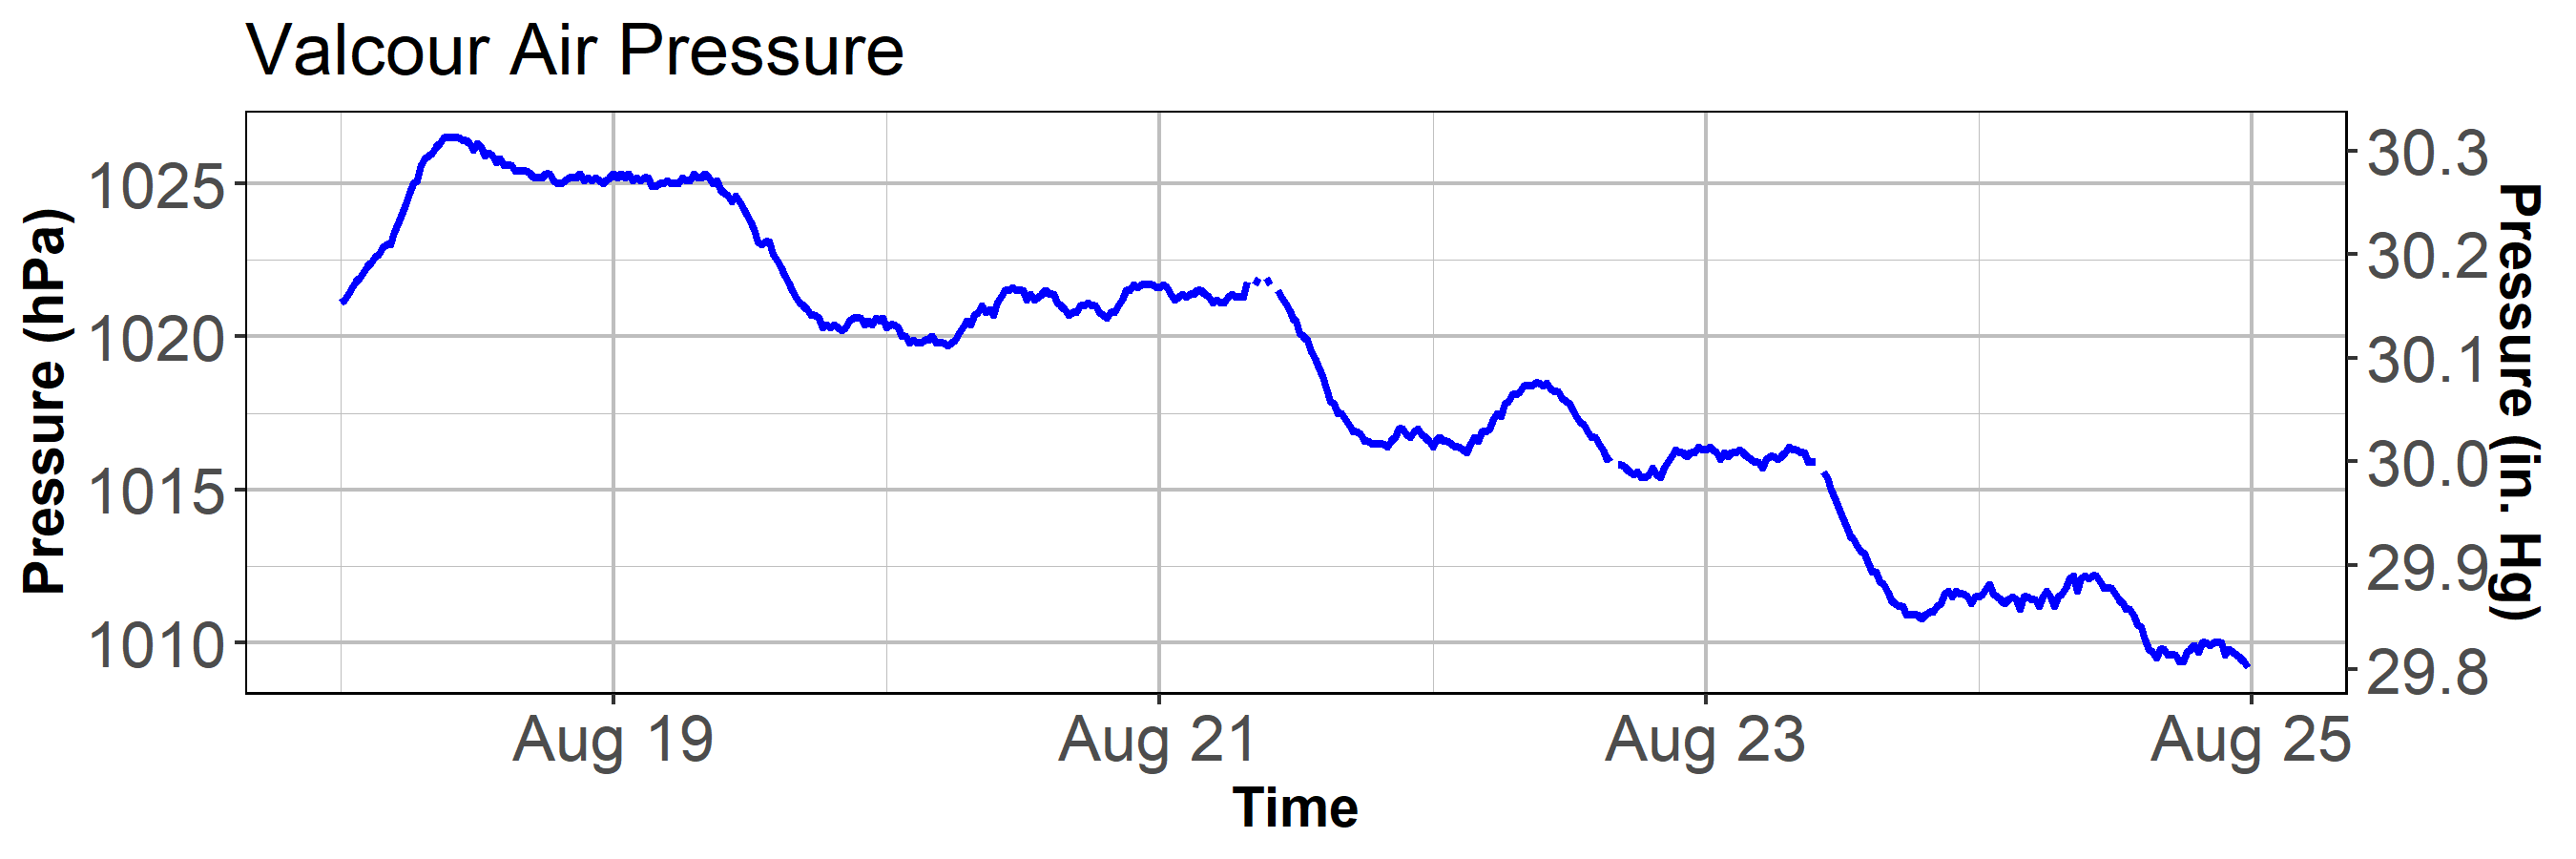 Valcour Air Pressure
Pressure (hPa)
1025
1020
1015
1010
30.3
30.2
30.1
30.0
29.9
29.8
Pressure (in. Hg)
Aug 19 Aug 21 Aug 23 Aug 25
Time